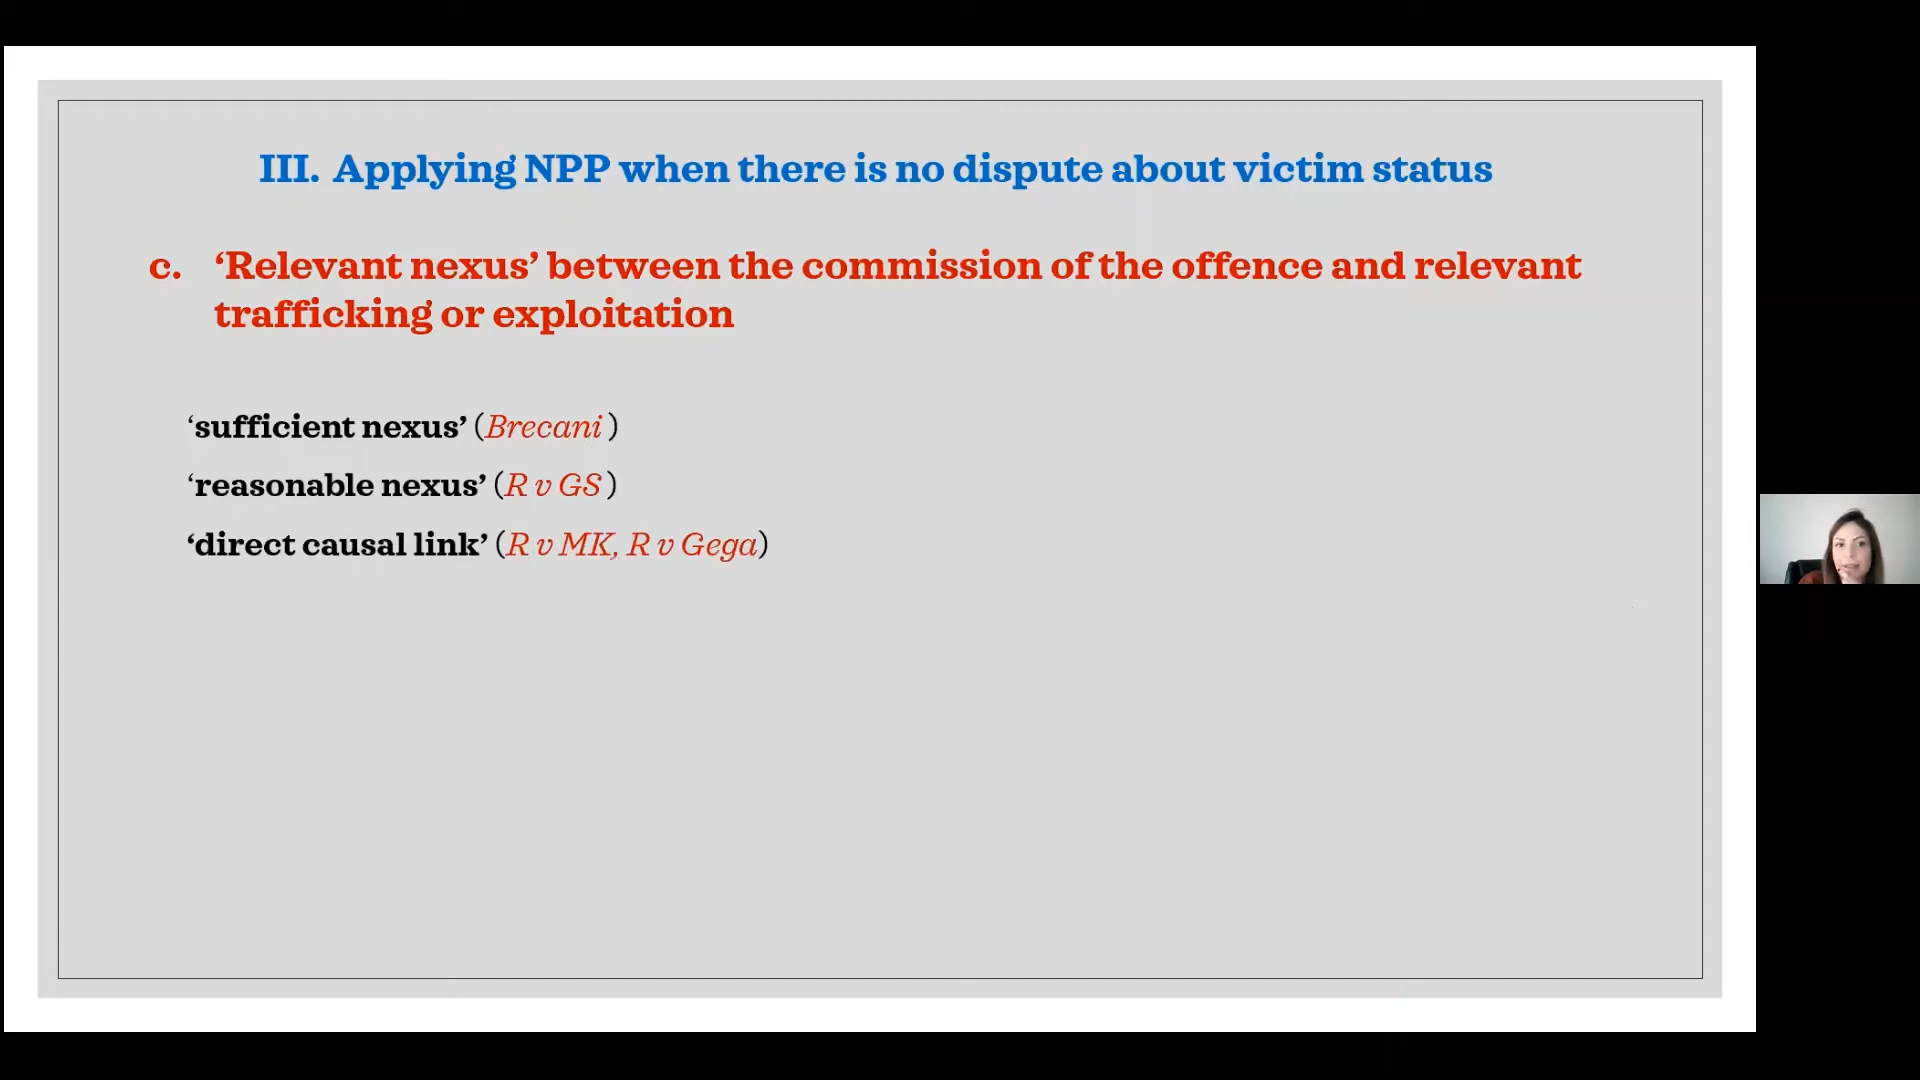 III. Applying NPP when there is no dispute about victim status
c. ‘Relevant nexus’ between the commission of the offence and relevant
trafficking or exploitation
‘sufficient nexus’ (Brecani)
‘reasonable nexus’ (R v GS)
‘direct causal link’ (R v MK, R v Gega)